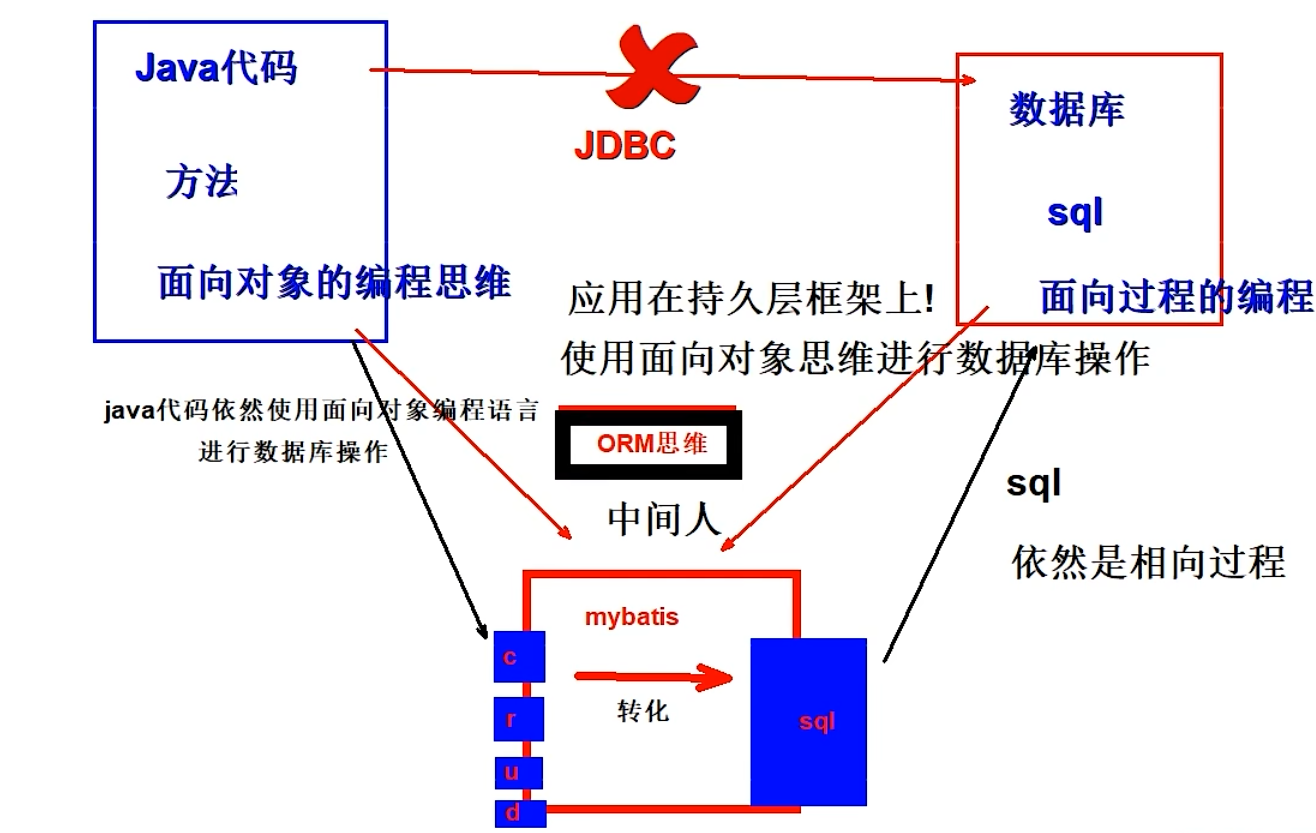 Java代码
方法
面向对象的编程思维
JDBC
数据库
sql
面向过程的编程
应用在持久层框架上!
使用面向对象思维进行数据库操作
java代码依然使用面向对象编程语言
进行数据库操作
ORM思维
中间人
sql
依然是相向过程
mybatis
转化
c
r
u
d
sql